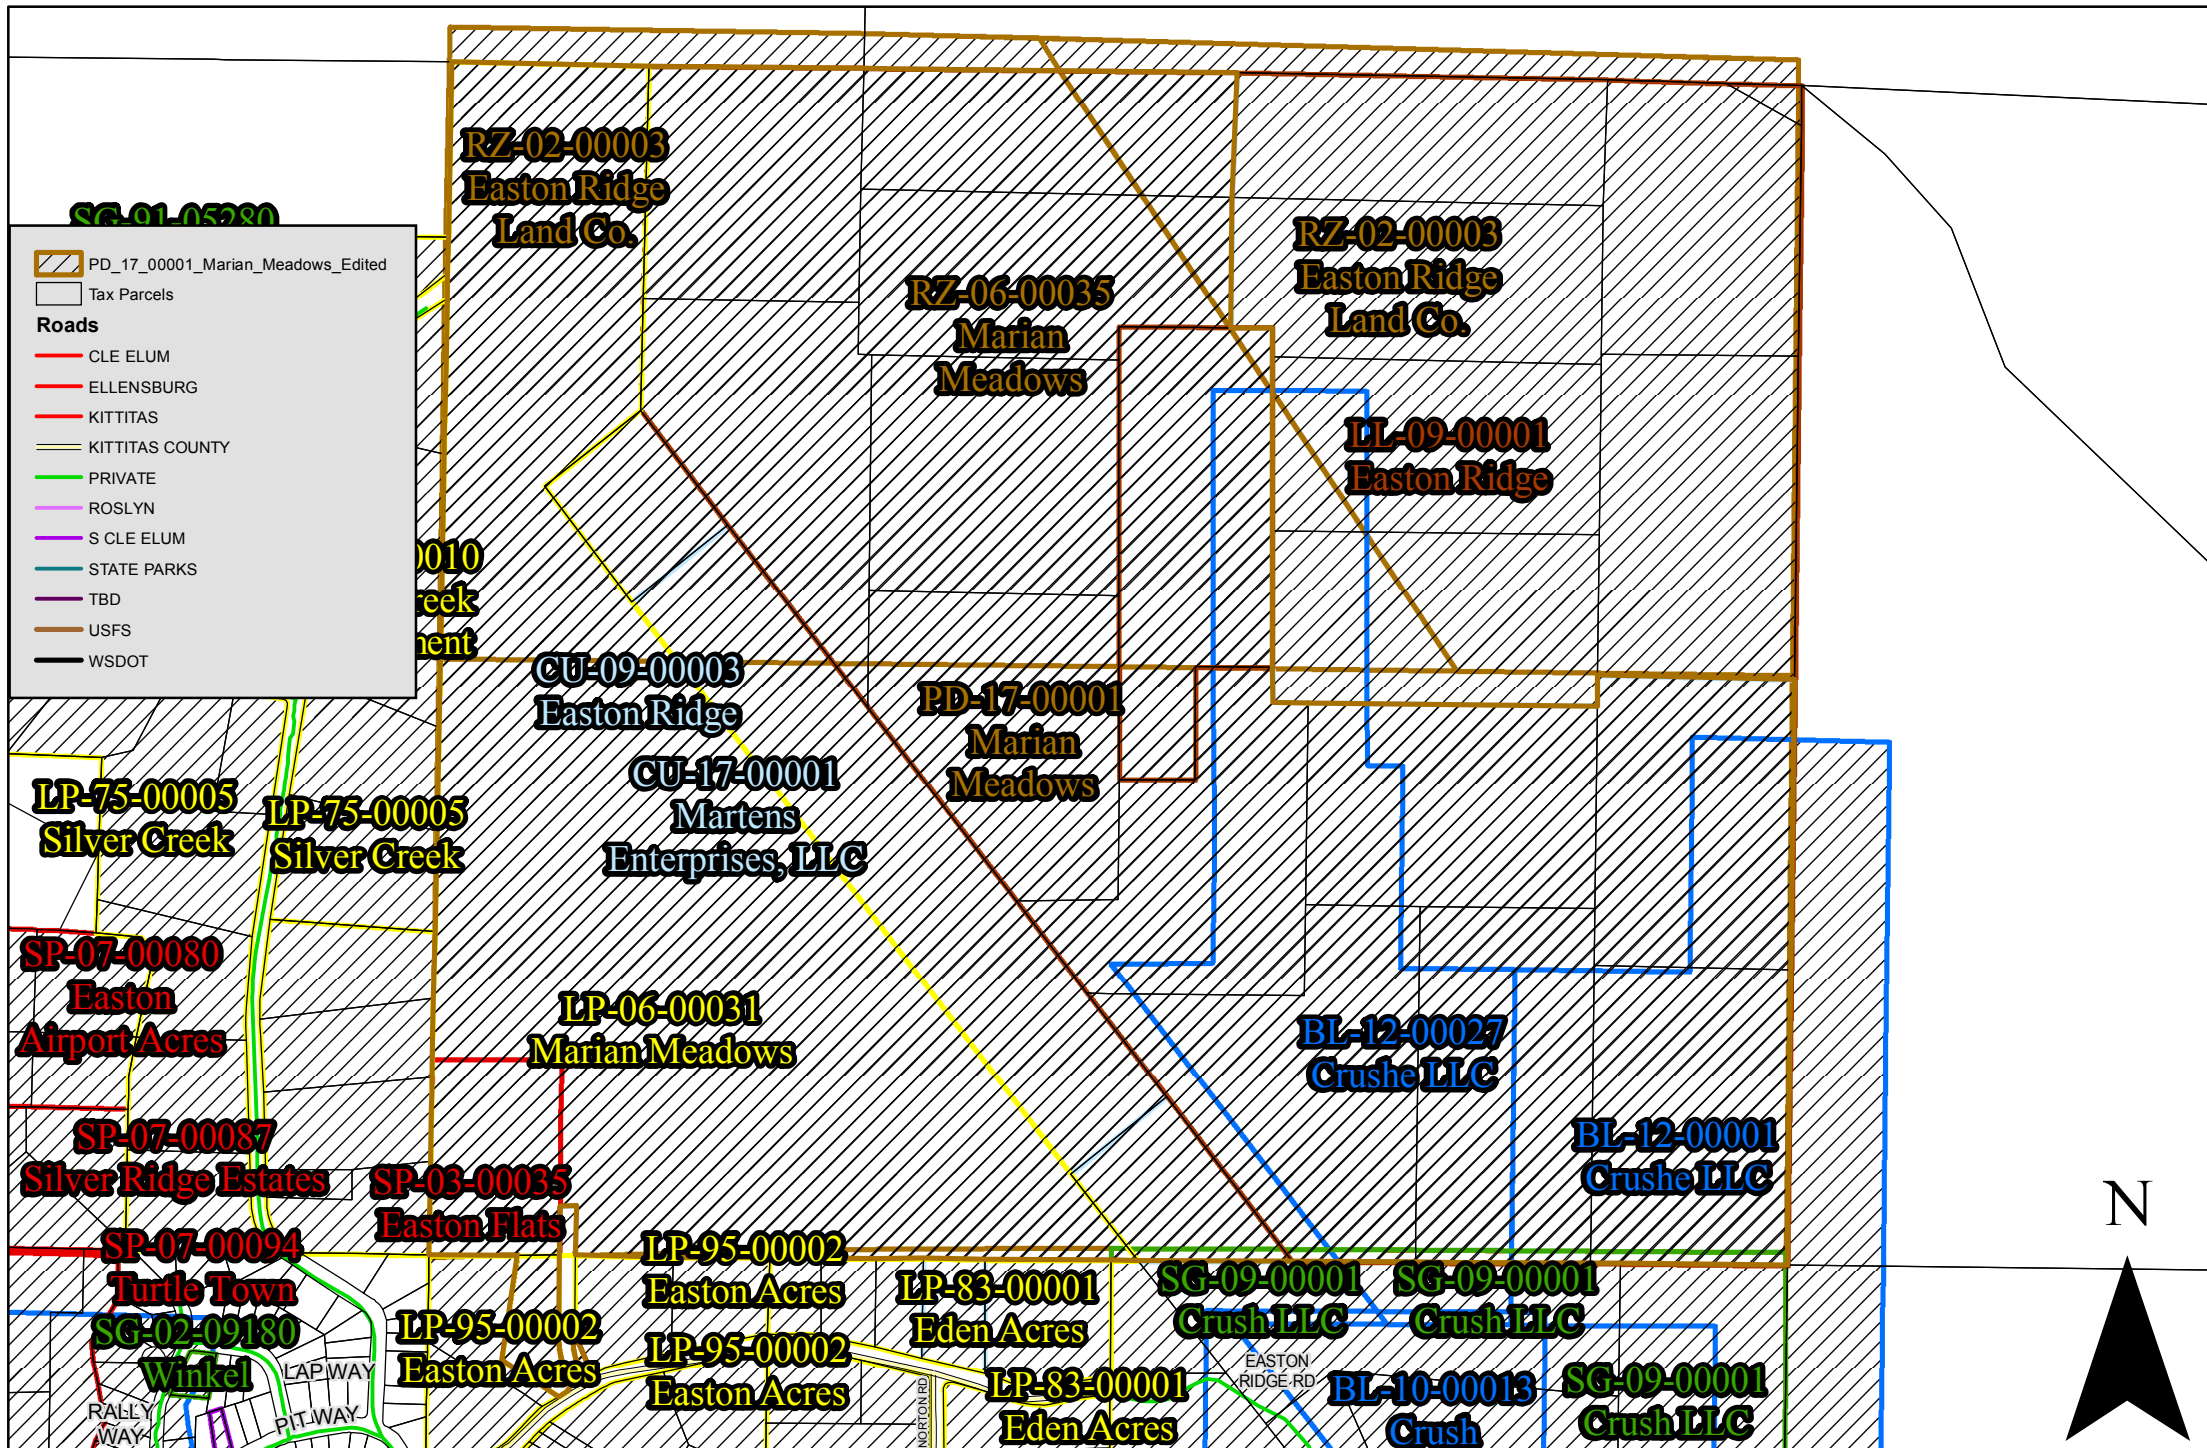 RZ-02-00003
Easton Ridge
Land Co.
SG-91-05280
RZ-02-00003
Easton Ridge
Land Co.
RZ-06-00035
Marian
Meadows
LL-09-00001
Easton Ridge
PD_17_00001_Marian_Meadows_Edited
Tax Parcels
Roads
CLE ELUM
ELLENSBURG
KITTITAS
KITTITAS COUNTY
PRIVATE
ROSLYN
S CLE ELUM
STATE PARKS
TBD
USFS
WSDOT
0010
reek
ment
CU-09-00003
Easton Ridge
PD-17-00001
Marian
Meadows
CU-17-00001
Martens
Enterprises, LLC
LP-75-00005
Silver Creek
LP-75-00005
Silver Creek
SP-07-00080
Easton
Airport Acres
LP-06-00031
Marian Meadows
BL-12-00027
Crushe LLC
BL-12-00001
Crushe LLC
SP-07-00087
Silver Ridge Estates
SP-03-00035
Easton Flats
N
SP-07-00094
Turtle Town
LP-95-00002
Easton Acres
LP-83-00001
Eden Acres
SG-09-00001
Crush LLC
SG-09-00001
Crush LLC
SG-02-09180
Winkel
LP-95-00002
Easton Acres
LP-95-00002
Easton Acres
LAP WAY
EASTON
RIDGE RD
LP-83-00001
Eden Acres
BL-10-00013
Crush
SG-09-00001
Crush LLC
RALLY
WAY
PIT WAY
NORTON RD